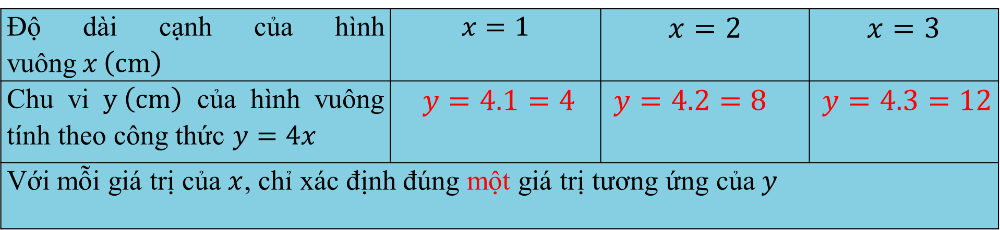 Độ dài cạnh của hình
vuông x (cm)
x = 1
x = 2
x = 3
Chu vi y (cm) của hình vuông
tính theo công thức y = 4x
y = 4.1 = 4
y = 4.2 = 8
y = 4.3 = 12
Với mỗi giá trị của x, chỉ xác định đúng một giá trị tương ứng của y